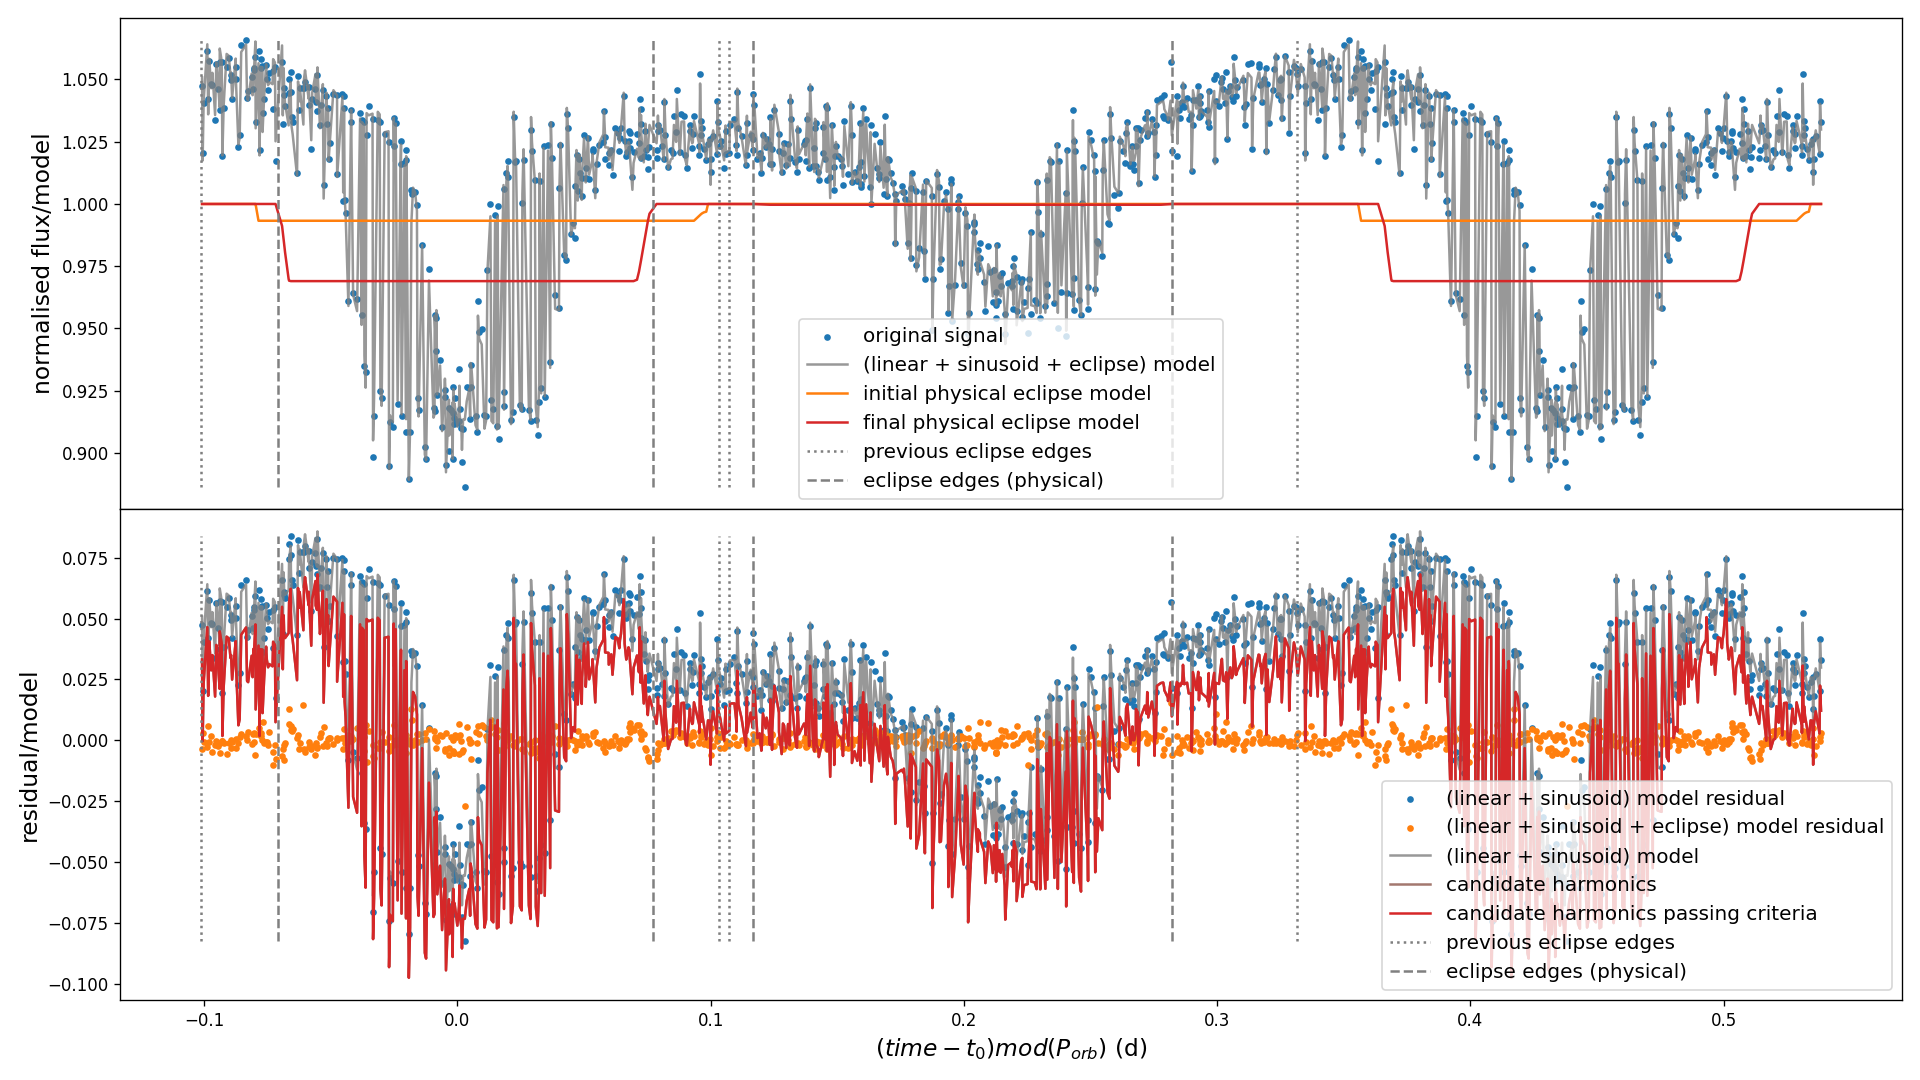 normalised flux/model
1.050
1.025
1.000
0.975
0.950
0.925
0.900
original signal
(linear + sinusoid + eclipse) model
initial physical eclipse model
final physical eclipse model
previous eclipse edges
eclipse edges (physical)
residual/model
0.075
0.050
0.025
0.000
−0.025
−0.050
−0.075
−0.100
(linear + sinusoid) model residual
(linear + sinusoid + eclipse) model residual
(linear + sinusoid) model
candidate harmonics
candidate harmonics passing criteria
previous eclipse edges
eclipse edges (physical)
−0.1 0.0 0.1 0.2 0.3 0.4 0.5
(time − t₀)mod(P_orb) (d)